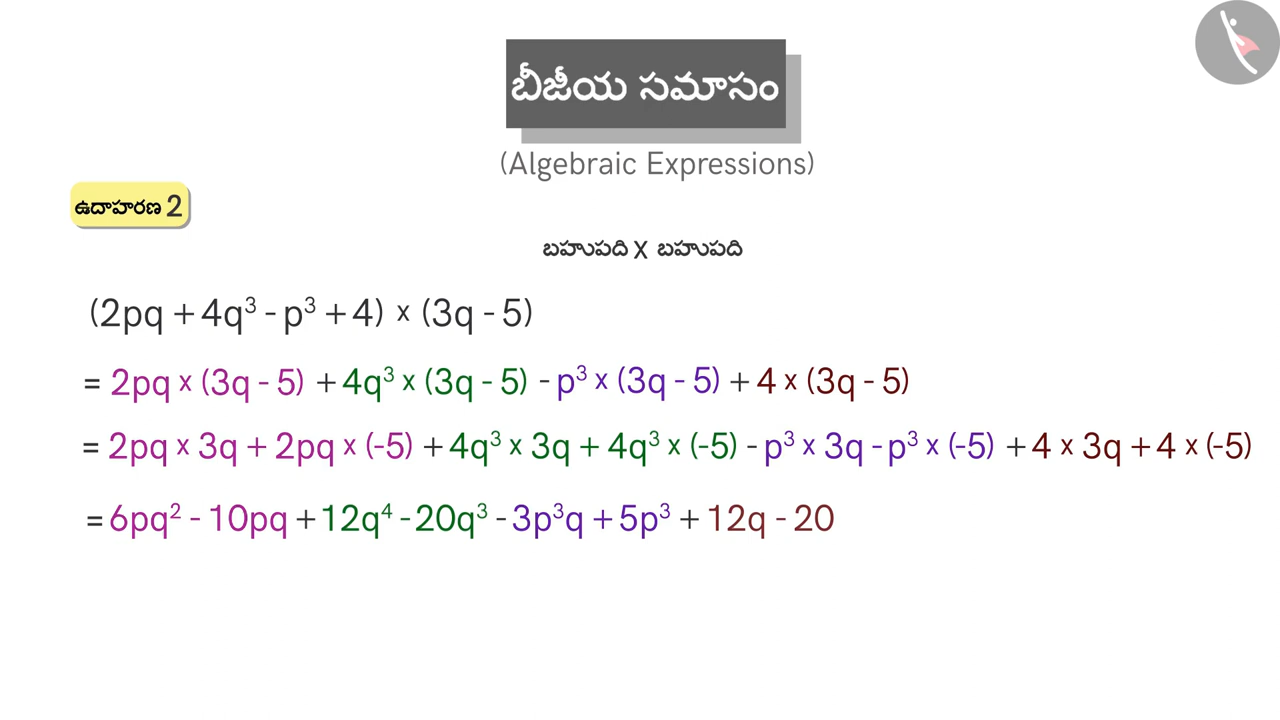 బీజీయ సమాసం
(Algebraic Expressions)
ఉదాహరణ 2
బహుపది X బహుపది
(2pq + 4q³ - p³ + 4) × (3q - 5)
= 2pq × (3q - 5) + 4q³ × (3q - 5) - p³ × (3q - 5) + 4 × (3q - 5)
= 2pq × 3q + 2pq × (-5) + 4q³ × 3q + 4q³ × (-5) - p³ × 3q - p³ × (-5) + 4 × 3q + 4 × (-5)
= 6pq² - 10pq + 12q⁴ - 20q³ - 3p³q + 5p³ + 12q - 20